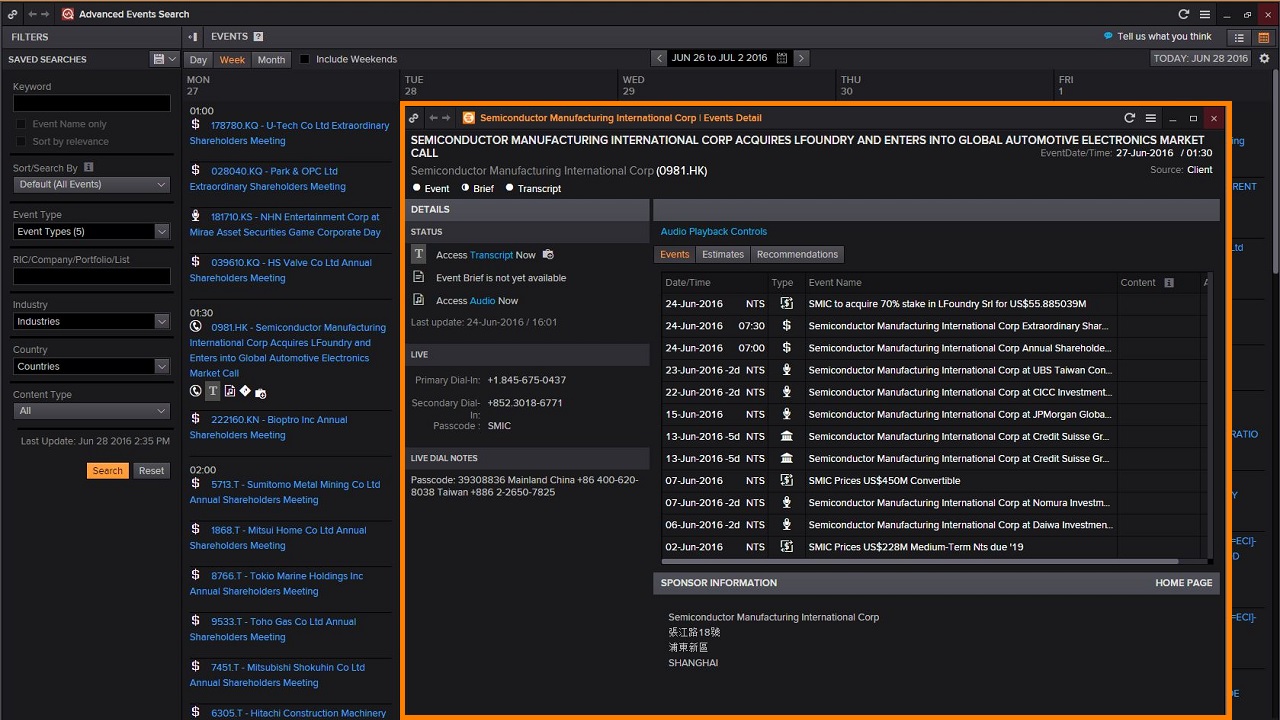 Advanced Events Search
FILTERS
EVENTS ?
Tell us what you think
SAVED SEARCHES
Day Week Month Include Weekends
JUN 26 to JUL 2 2016
TODAY: JUN 28 2016
MON
27
TUE
28
WED
29
THU
30
FRI
1
Keyword
Event Name only
Sort by relevance
Sort/Search By
Default (All Events)
Event Type
Event Types (5)
RIC/Company/Portfolio/List
Industry
Industries
Country
Countries
Content Type
All
Last Update: Jun 28 2016 2:35 PM
Search Reset
01:00
$ 178780.KQ - U-Tech Co Ltd Extraordinary
Shareholders Meeting
$ 028040.KQ - Park & OPC Ltd
Extraordinary Shareholders Meeting
181710.KS - NHN Entertainment Corp at
Mirae Asset Securities Game Corporate Day
$ 039610.KQ - HS Valve Co Ltd Annual
Shareholders Meeting
01:30
0981.HK - Semiconductor Manufacturing
International Corp Acquires LFoundry and
Enters into Global Automotive Electronics
Market Call
T
$ 222160.KN - Bioptro Inc Annual
Shareholders Meeting
02:00
$ 5713.T - Sumitomo Metal Mining Co Ltd
Annual Shareholders Meeting
$ 1868.T - Mitsui Home Co Ltd Annual
Shareholders Meeting
$ 8766.T - Tokio Marine Holdings Inc
Annual Shareholders Meeting
$ 9533.T - Toho Gas Co Ltd Annual
Shareholders Meeting
$ 7451.T - Mitsubishi Shokuhin Co Ltd
Annual Shareholders Meeting
$ 6305.T - Hitachi Construction Machinery
Semiconductor Manufacturing International Corp | Events Detail
SEMICONDUCTOR MANUFACTURING INTERNATIONAL CORP ACQUIRES LFOUNDRY AND ENTERS INTO GLOBAL AUTOMOTIVE ELECTRONICS MARKET
CALL
EventDate/Time: 27-Jun-2016 / 01:30
Semiconductor Manufacturing International Corp (0981.HK)
Source: Client
Event Brief Transcript
DETAILS
STATUS
T Access Transcript Now
Event Brief is not yet available
Access Audio Now
Last update: 24-Jun-2016 / 16:01
LIVE
Primary Dial-In: +1.845-675-0437
Secondary Dial- +852.3018-6771
In:
Passcode : SMIC
LIVE DIAL NOTES
Passcode: 39308836 Mainland China +86 400-620-
8038 Taiwan +886 2-2650-7825
Audio Playback Controls
Events Estimates Recommendations
Date/Time Type Event Name Content
24-Jun-2016 NTS SMIC to acquire 70% stake in LFoundry Srl for US$55.885039M
24-Jun-2016 07:30 $ Semiconductor Manufacturing International Corp Extraordinary Shar...
24-Jun-2016 07:00 $ Semiconductor Manufacturing International Corp Annual Shareholde...
23-Jun-2016 -2d NTS Semiconductor Manufacturing International Corp at UBS Taiwan Con...
22-Jun-2016 -2d NTS Semiconductor Manufacturing International Corp at CICC Investment...
15-Jun-2016 NTS Semiconductor Manufacturing International Corp at JPMorgan Globa...
13-Jun-2016 -5d NTS Semiconductor Manufacturing International Corp at Credit Suisse Gr...
13-Jun-2016 -5d NTS Semiconductor Manufacturing International Corp at Credit Suisse Gr...
07-Jun-2016 NTS SMIC Prices US$450M Convertible
07-Jun-2016 -2d NTS Semiconductor Manufacturing International Corp at Nomura Investm...
06-Jun-2016 -2d NTS Semiconductor Manufacturing International Corp at Daiwa Investmen...
02-Jun-2016 NTS SMIC Prices US$228M Medium-Term Nts due '19
SPONSOR INFORMATION HOME PAGE
Semiconductor Manufacturing International Corp
張江路18號
浦東新區
SHANGHAI